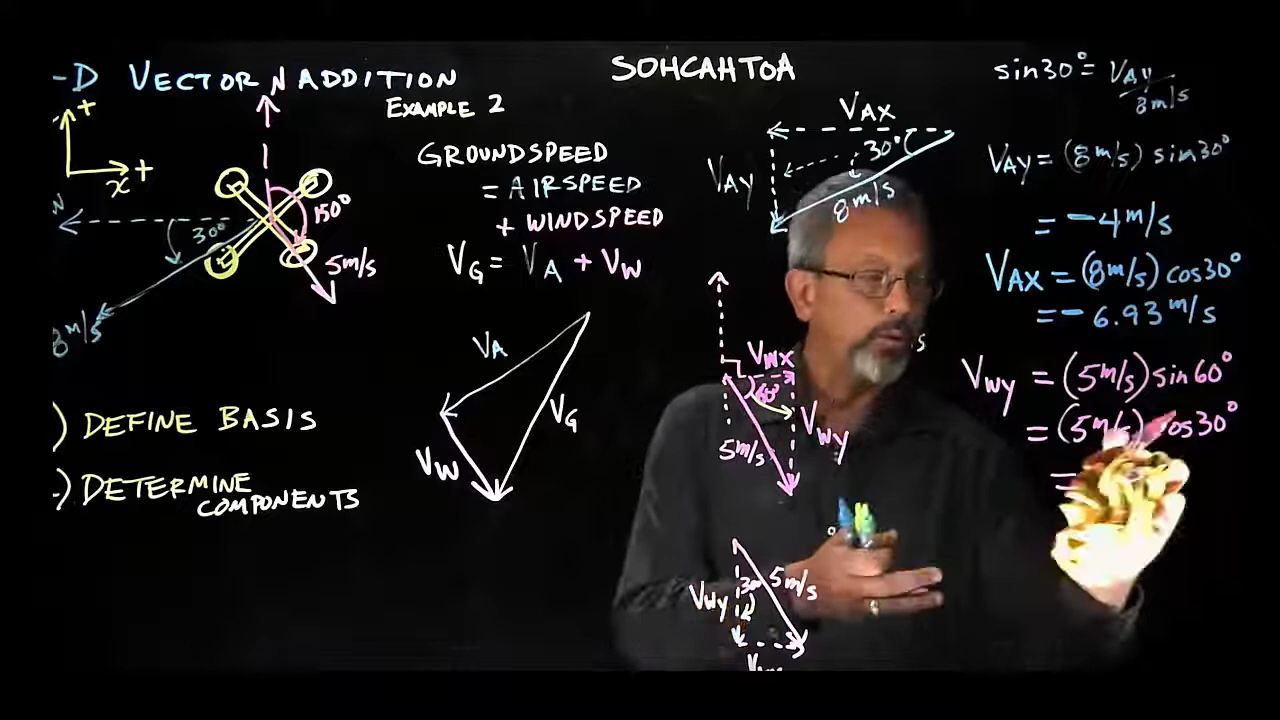 -D VECTOR ADDITION
EXAMPLE 2
SOHCAHTOA
+
x +
N
30°
150°
5m/s
8m/s
GROUNDSPEED
= AIRSPEED
+ WINDSPEED
VG = VA + VW
VA
VG
VW
) DEFINE BASIS
) DETERMINE
COMPONENTS
VAX
30°
VAY
8m/s
VWX
60°
VWY
5m/s
VWY
30°
5m/s
sin30° = VAY
8m/s
VAY = (8m/s) sin30°
= -4m/s
VAX = (8m/s) cos30°
= -6.93m/s
VWY = (5m/s) sin60°
= (5m/s) cos30°
=